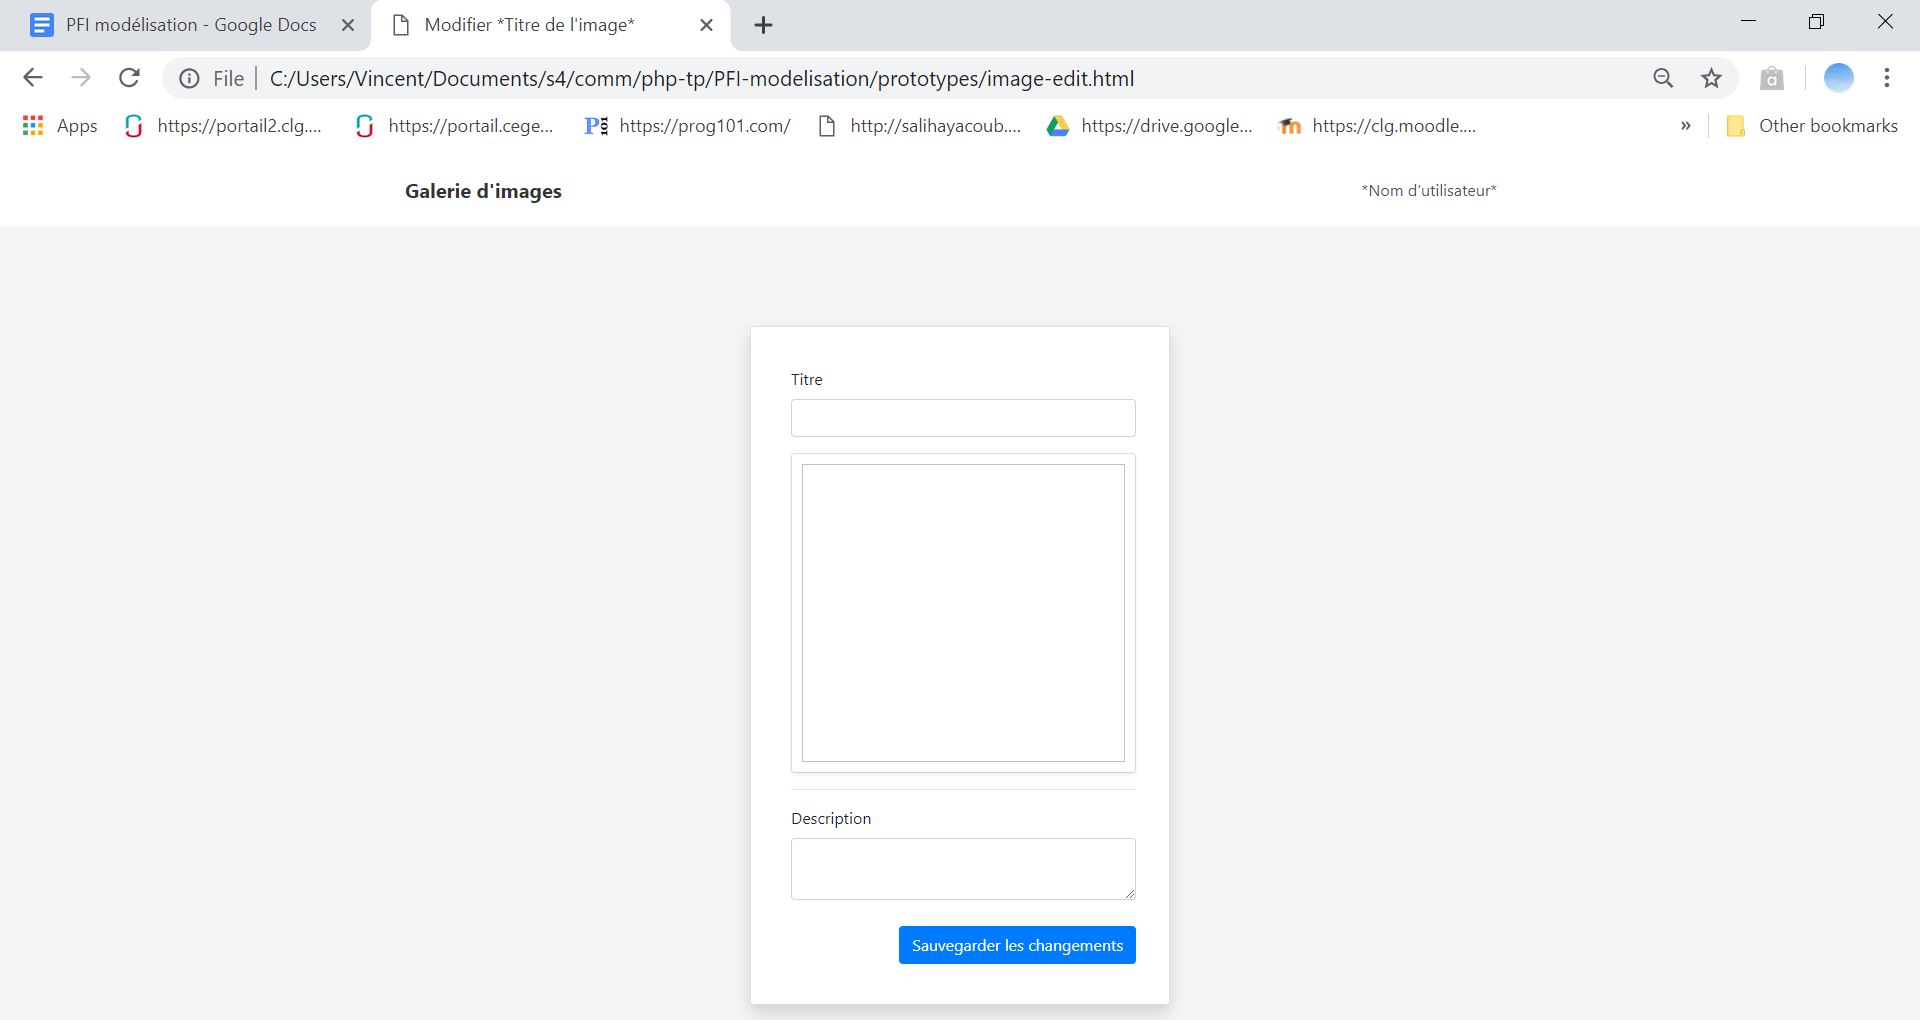 PFI modélisation - Google Docs
Modifier *Titre de l'image*
File
C:/Users/Vincent/Documents/s4/comm/php-tp/PFI-modelisation/prototypes/image-edit.html
Apps
https://portail2.clg....
https://portail.cege...
P101
https://prog101.com/
http://salihayacoub....
https://drive.google...
https://clg.moodle....
»
Other bookmarks
Galerie d'images
*Nom d'utilisateur*
Titre
Description
Sauvegarder les changements